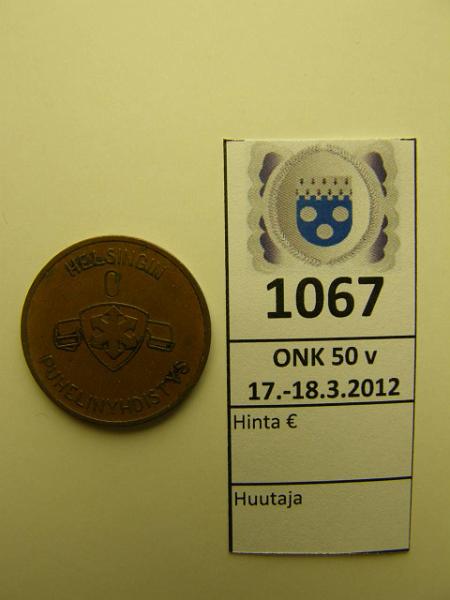 HELSINGIN
PUHELINYHDISTYS
1067
ONK 50 v
17.-18.3.2012
Hinta €
Huutaja